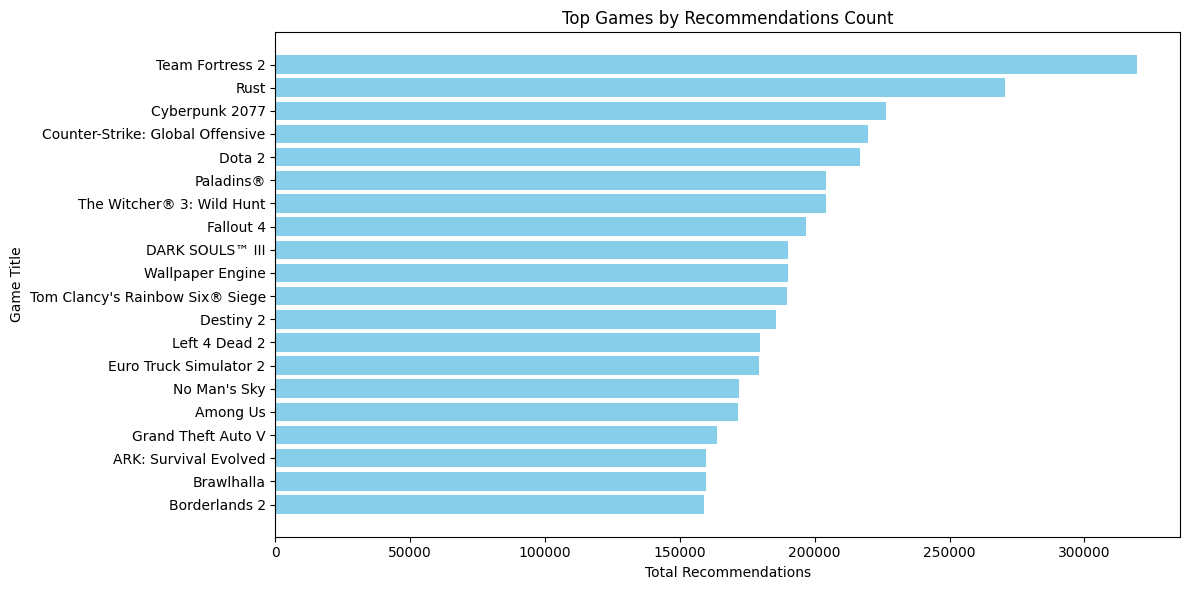 Top Games by Recommendations Count
Game Title
Team Fortress 2
Rust
Cyberpunk 2077
Counter-Strike: Global Offensive
Dota 2
Paladins®
The Witcher® 3: Wild Hunt
Fallout 4
DARK SOULS™ III
Wallpaper Engine
Tom Clancy's Rainbow Six® Siege
Destiny 2
Left 4 Dead 2
Euro Truck Simulator 2
No Man's Sky
Among Us
Grand Theft Auto V
ARK: Survival Evolved
Brawlhalla
Borderlands 2
0 50000 100000 150000 200000 250000 300000
Total Recommendations